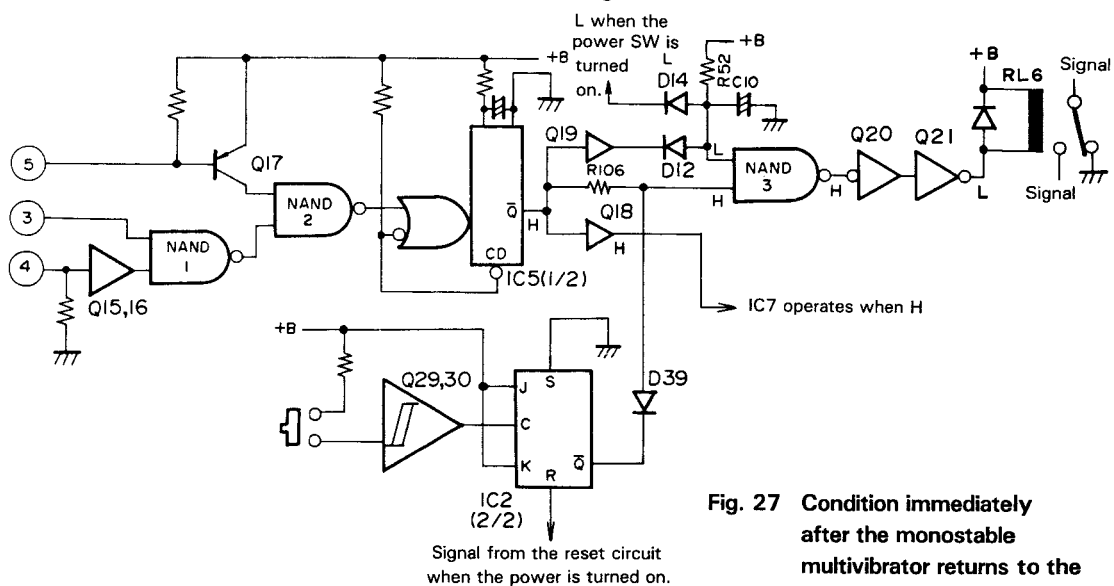 L when the
power SW is
turned
on.
L
D14
+B
R52
C10
+B
RL6
Signal
Signal
+B
5
Q17
3
4
Q15,16
NAND
1
NAND
2
CD
Q̅
H
IC5(1/2)
Q19
D12
L
R106
Q18
H
H
NAND
3
H
Q20
Q21
L
IC7 operates when H
+B
Q29,30
J
S
C
K
R
Q̅
D39
IC2
(2/2)
Signal from the reset circuit
when the power is turned on.
Fig. 27 Condition immediately
after the monostable
multivibrator returns to the